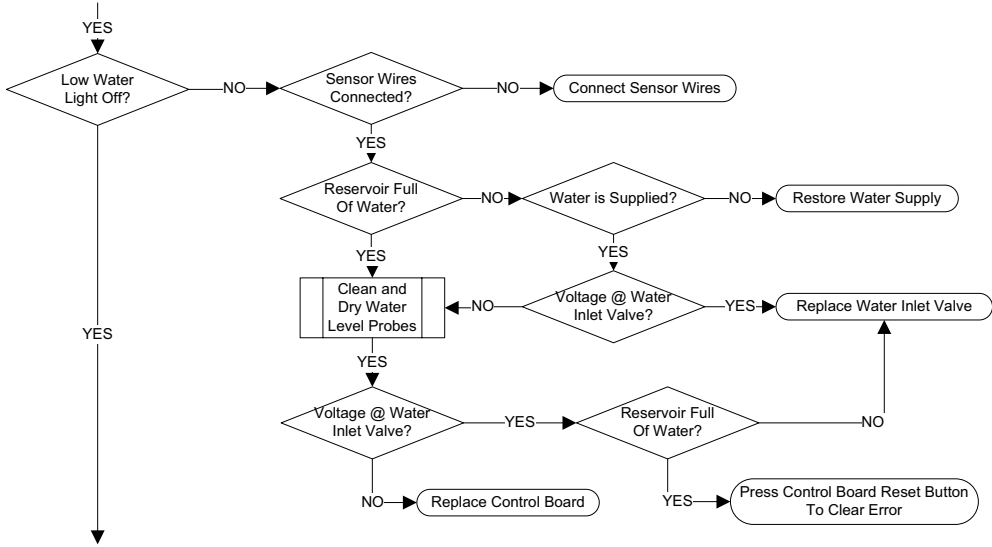 YES
Low Water
Light Off?
NO
Sensor Wires
Connected?
NO
Connect Sensor Wires
YES
Reservoir Full
Of Water?
NO
Water is Supplied?
NO
Restore Water Supply
YES
YES
Clean and
Dry Water
Level Probes
NO
Voltage @ Water
Inlet Valve?
YES
Replace Water Inlet Valve
YES
YES
Voltage @ Water
Inlet Valve?
YES
Reservoir Full
Of Water?
NO
NO
Replace Control Board
YES
Press Control Board Reset Button
To Clear Error